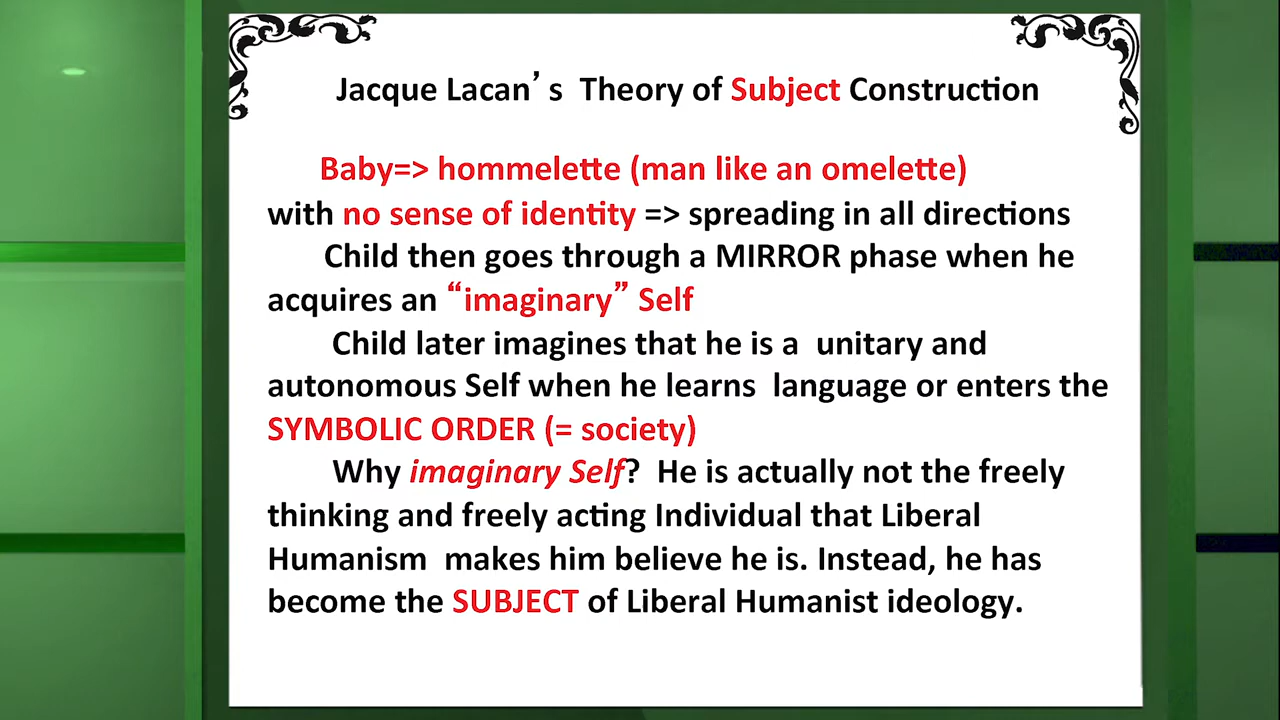 Jacque Lacan’s Theory of Subject Construction
Baby=> hommelette (man like an omelette)
with no sense of identity => spreading in all directions
Child then goes through a MIRROR phase when he
acquires an “imaginary” Self
Child later imagines that he is a unitary and
autonomous Self when he learns language or enters the
SYMBOLIC ORDER (= society)
Why imaginary Self? He is actually not the freely
thinking and freely acting Individual that Liberal
Humanism makes him believe he is. Instead, he has
become the SUBJECT of Liberal Humanist ideology.